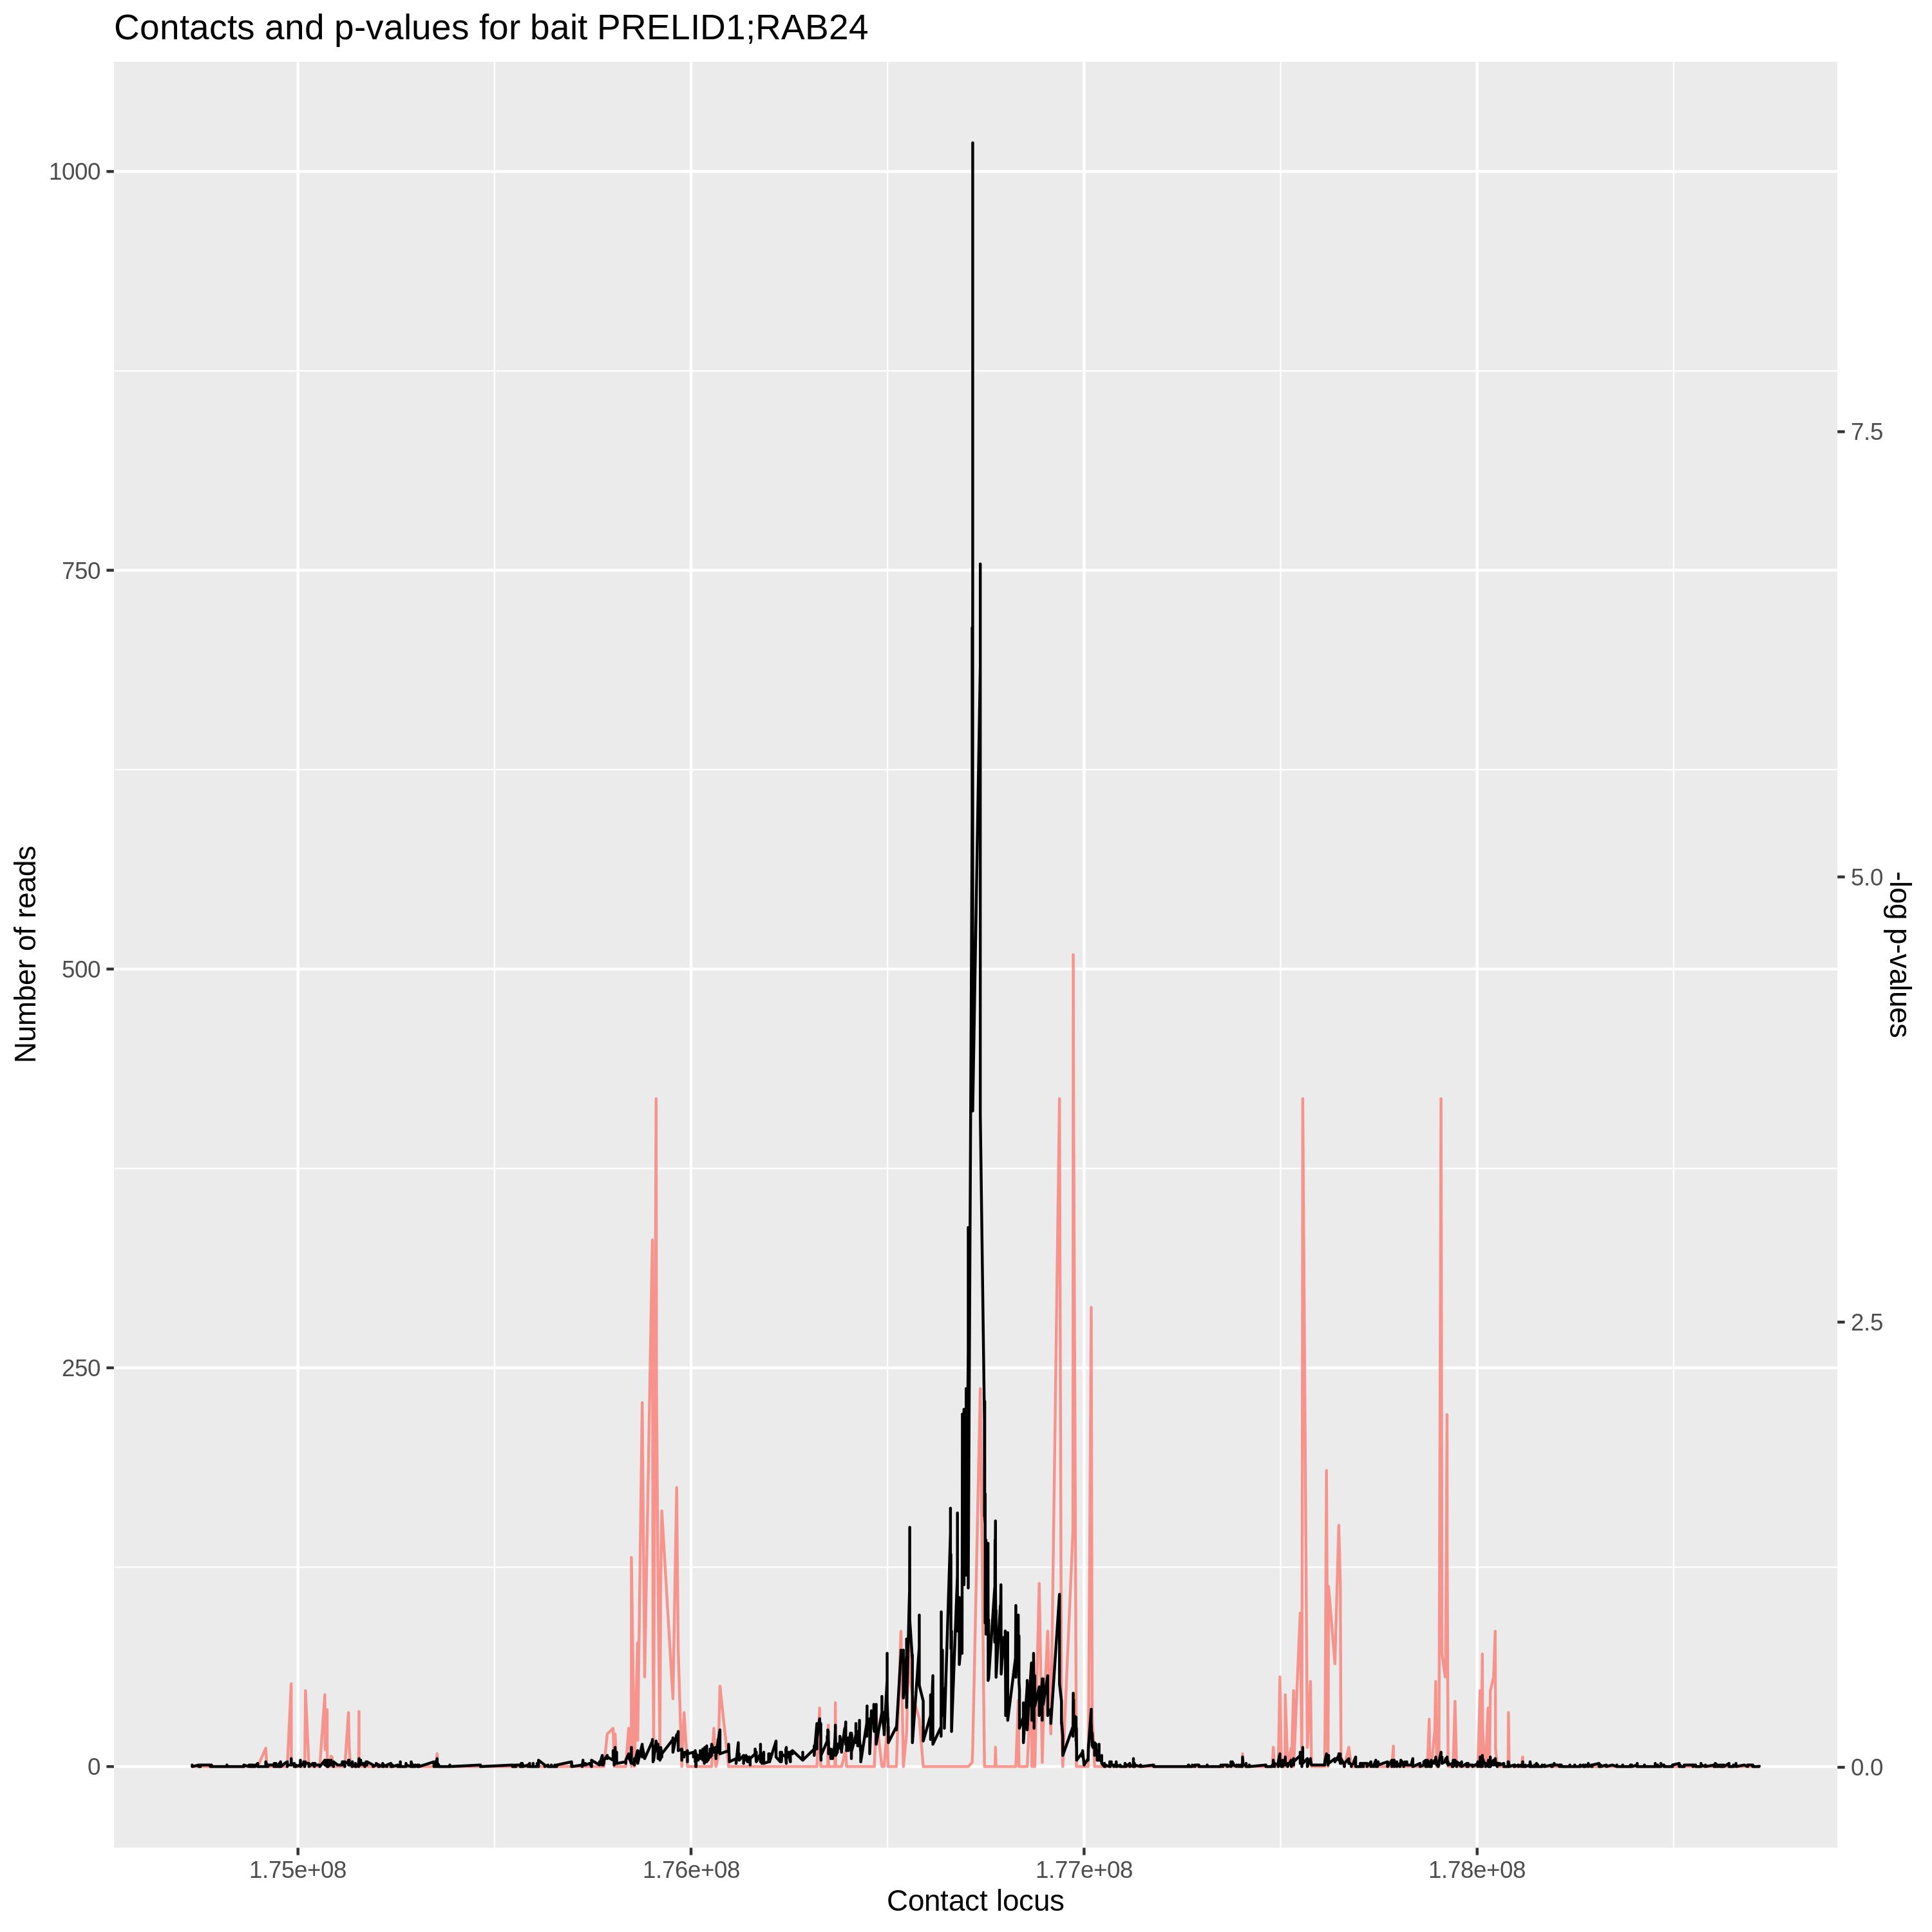 Contacts and p-values for bait PRELID1;RAB24
1000
750
500
250
0
Number of reads
7.5
5.0
2.5
0.0
-log p-values
1.75e+08
1.76e+08
1.77e+08
1.78e+08
Contact locus